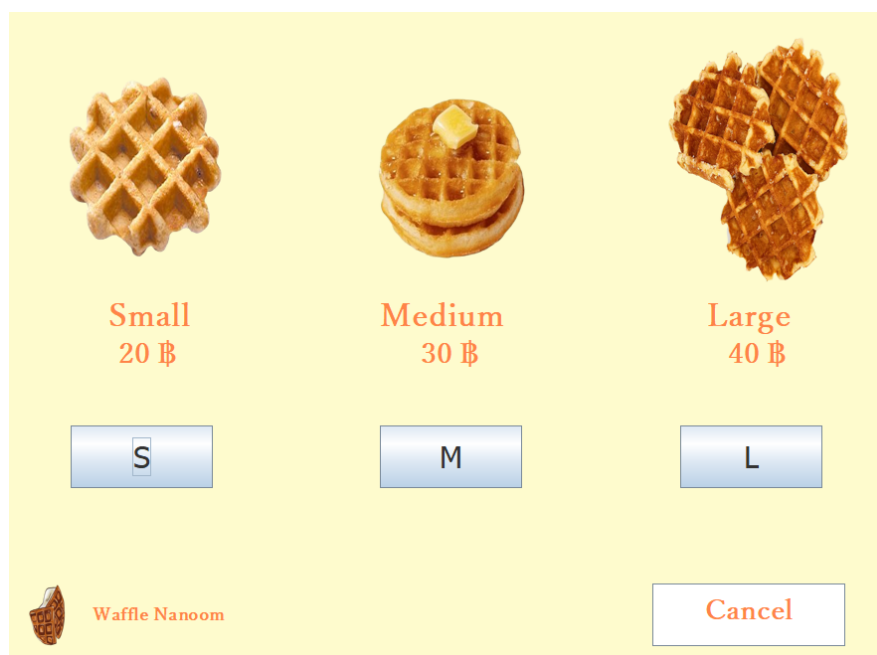 Small
20 ฿
Medium
30 ฿
Large
40 ฿
S
M
L
Waffle Nanoom
Cancel